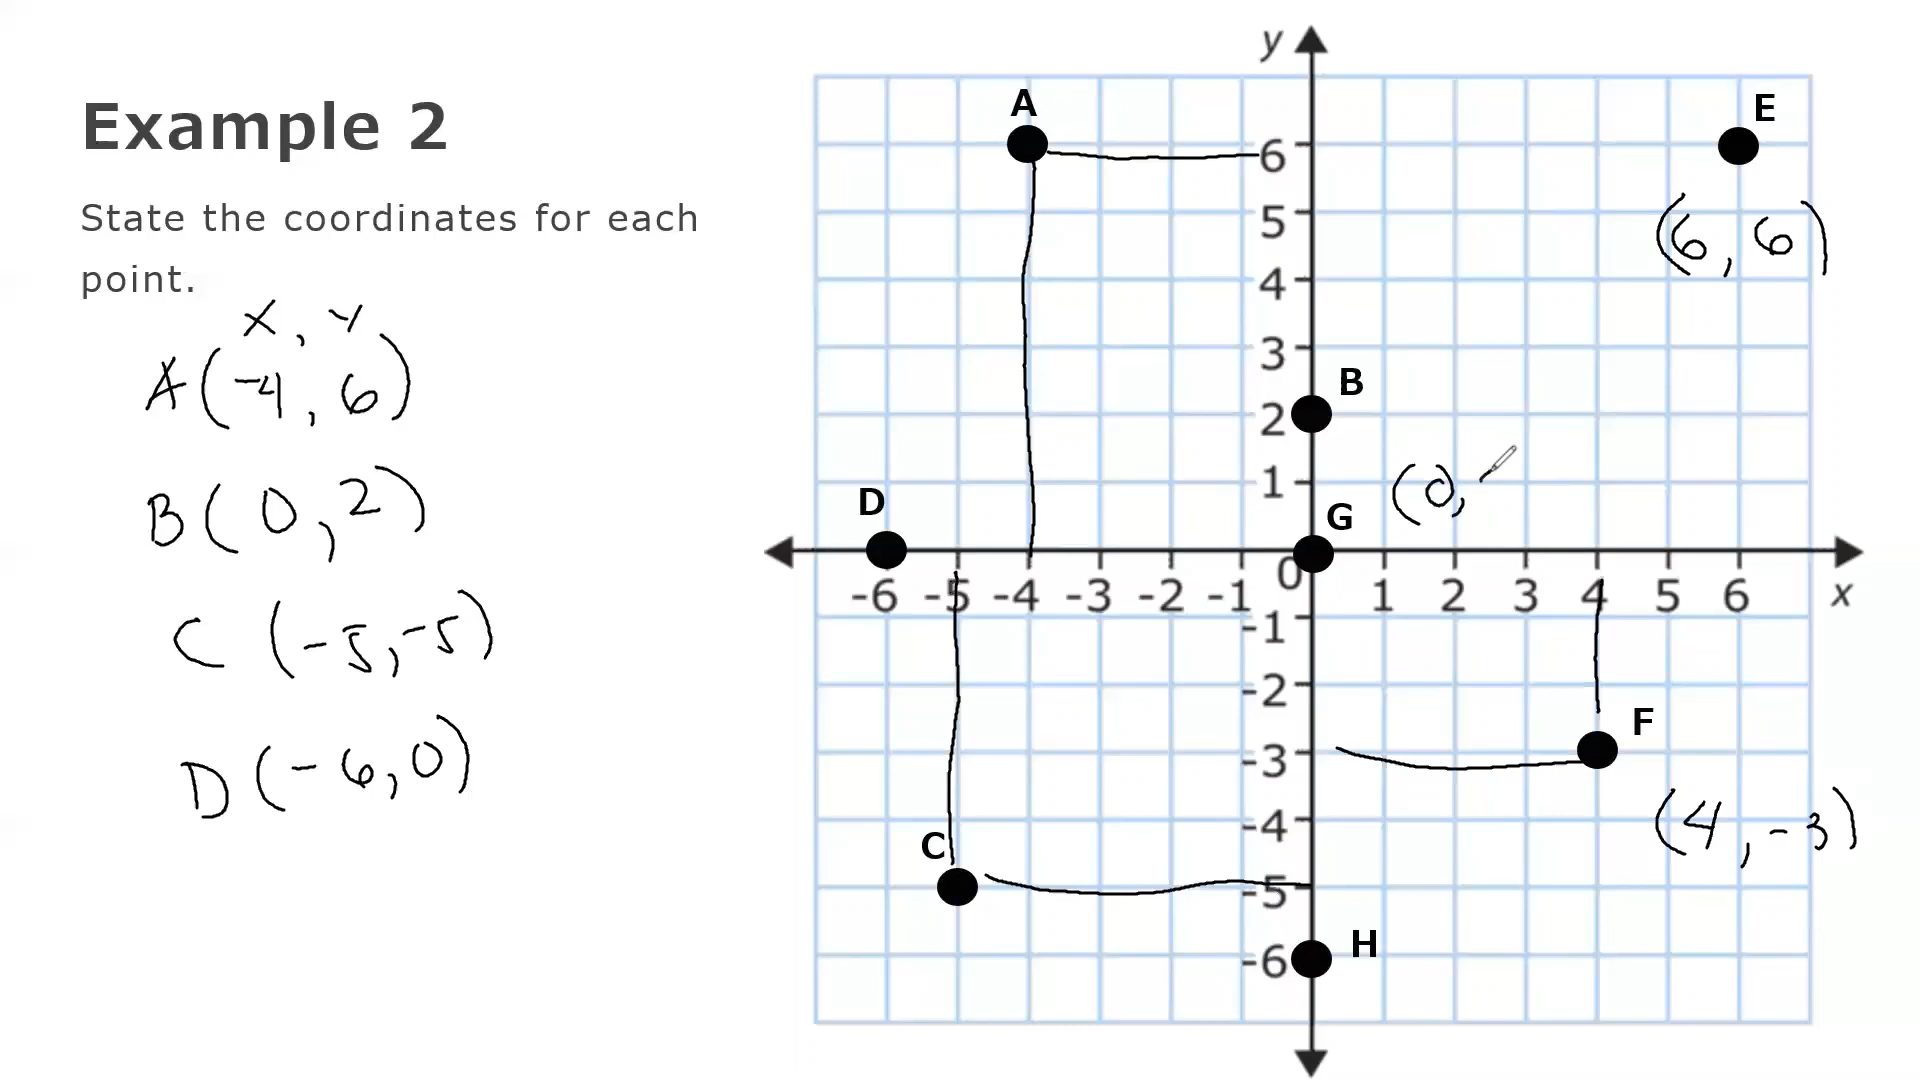 Example 2
State the coordinates for each
point.
x, y
A(-4, 6)
B(0,2)
C (-5,-5)
D(-6,0)
y
A
E
6
(6, 6)
5
4
3
B
2
(0,
1
D
G
0
-6 -5 -4 -3 -2 -1 1 2 3 4 5 6 x
-1
-2
F
-3
(4, -3)
-4
C
-5
H
-6